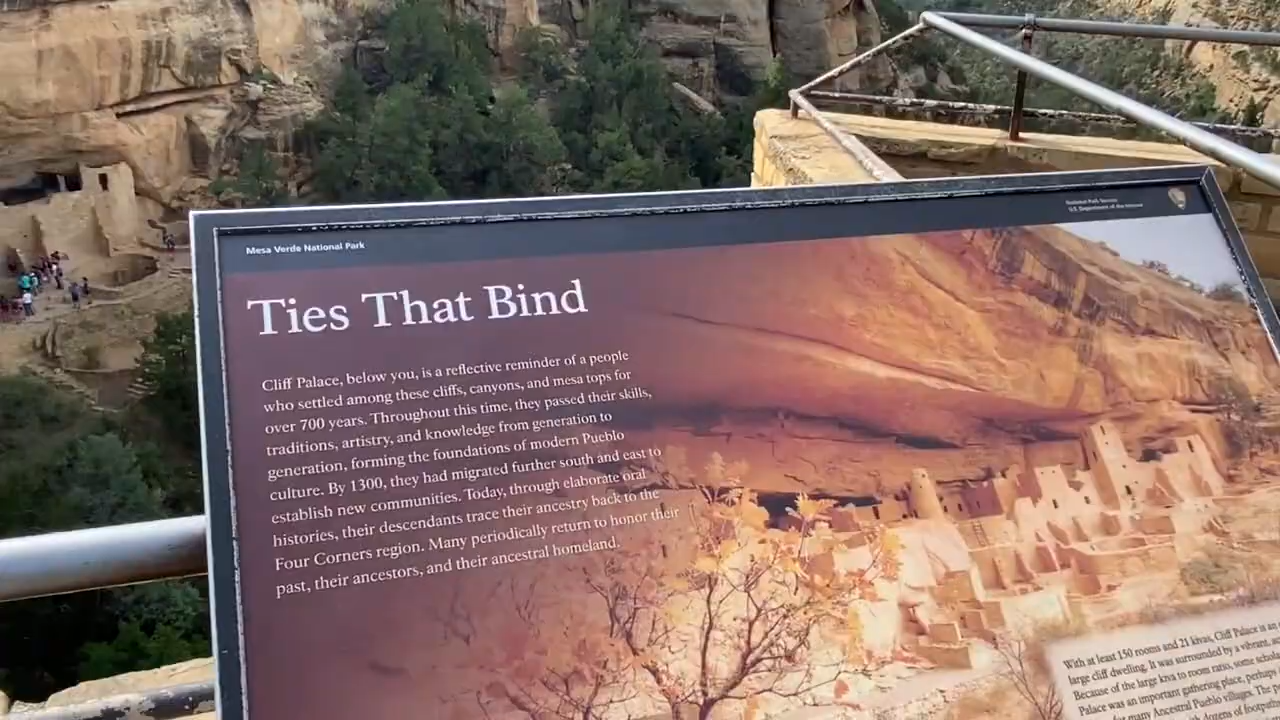 Mesa Verde National Park
National Park Service
U.S. Department of the Interior
Ties That Bind
Cliff Palace, below you, is a reflective reminder of a people
who settled among these cliffs, canyons, and mesa tops for
over 700 years. Throughout this time, they passed their skills,
traditions, artistry, and knowledge from generation to
generation, forming the foundations of modern Pueblo
culture. By 1300, they had migrated further south and east to
establish new communities. Today, through elaborate oral
histories, their descendants trace their ancestry back to the
Four Corners region. Many periodically return to honor their
past, their ancestors, and their ancestral homeland.
With at least 150 rooms and 21 kivas, Cliff Palace is an
large cliff dwelling. It was surrounded by a vibrant,
Because of the large kiva to room ratio, some
Palace was an important gathering place, perhaps
many Ancestral Pueblo villages. The
dozens of